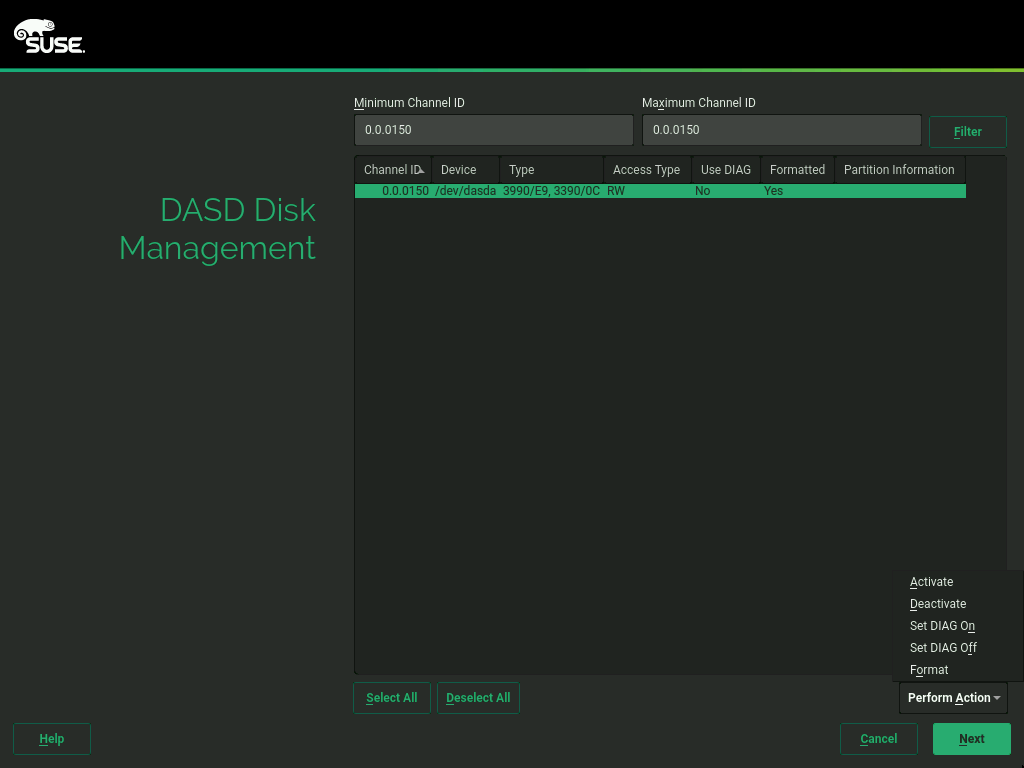 SUSE.
Minimum Channel ID
Maximum Channel ID
0.0.0150
0.0.0150
Filter
Channel ID Device Type Access Type Use DIAG Formatted Partition Information
0.0.0150 /dev/dasda 3990/E9, 3390/0C RW No Yes
DASD Disk
Management
Activate
Deactivate
Set DIAG On
Set DIAG Off
Format
Select All
Deselect All
Perform Action
Help
Cancel
Next